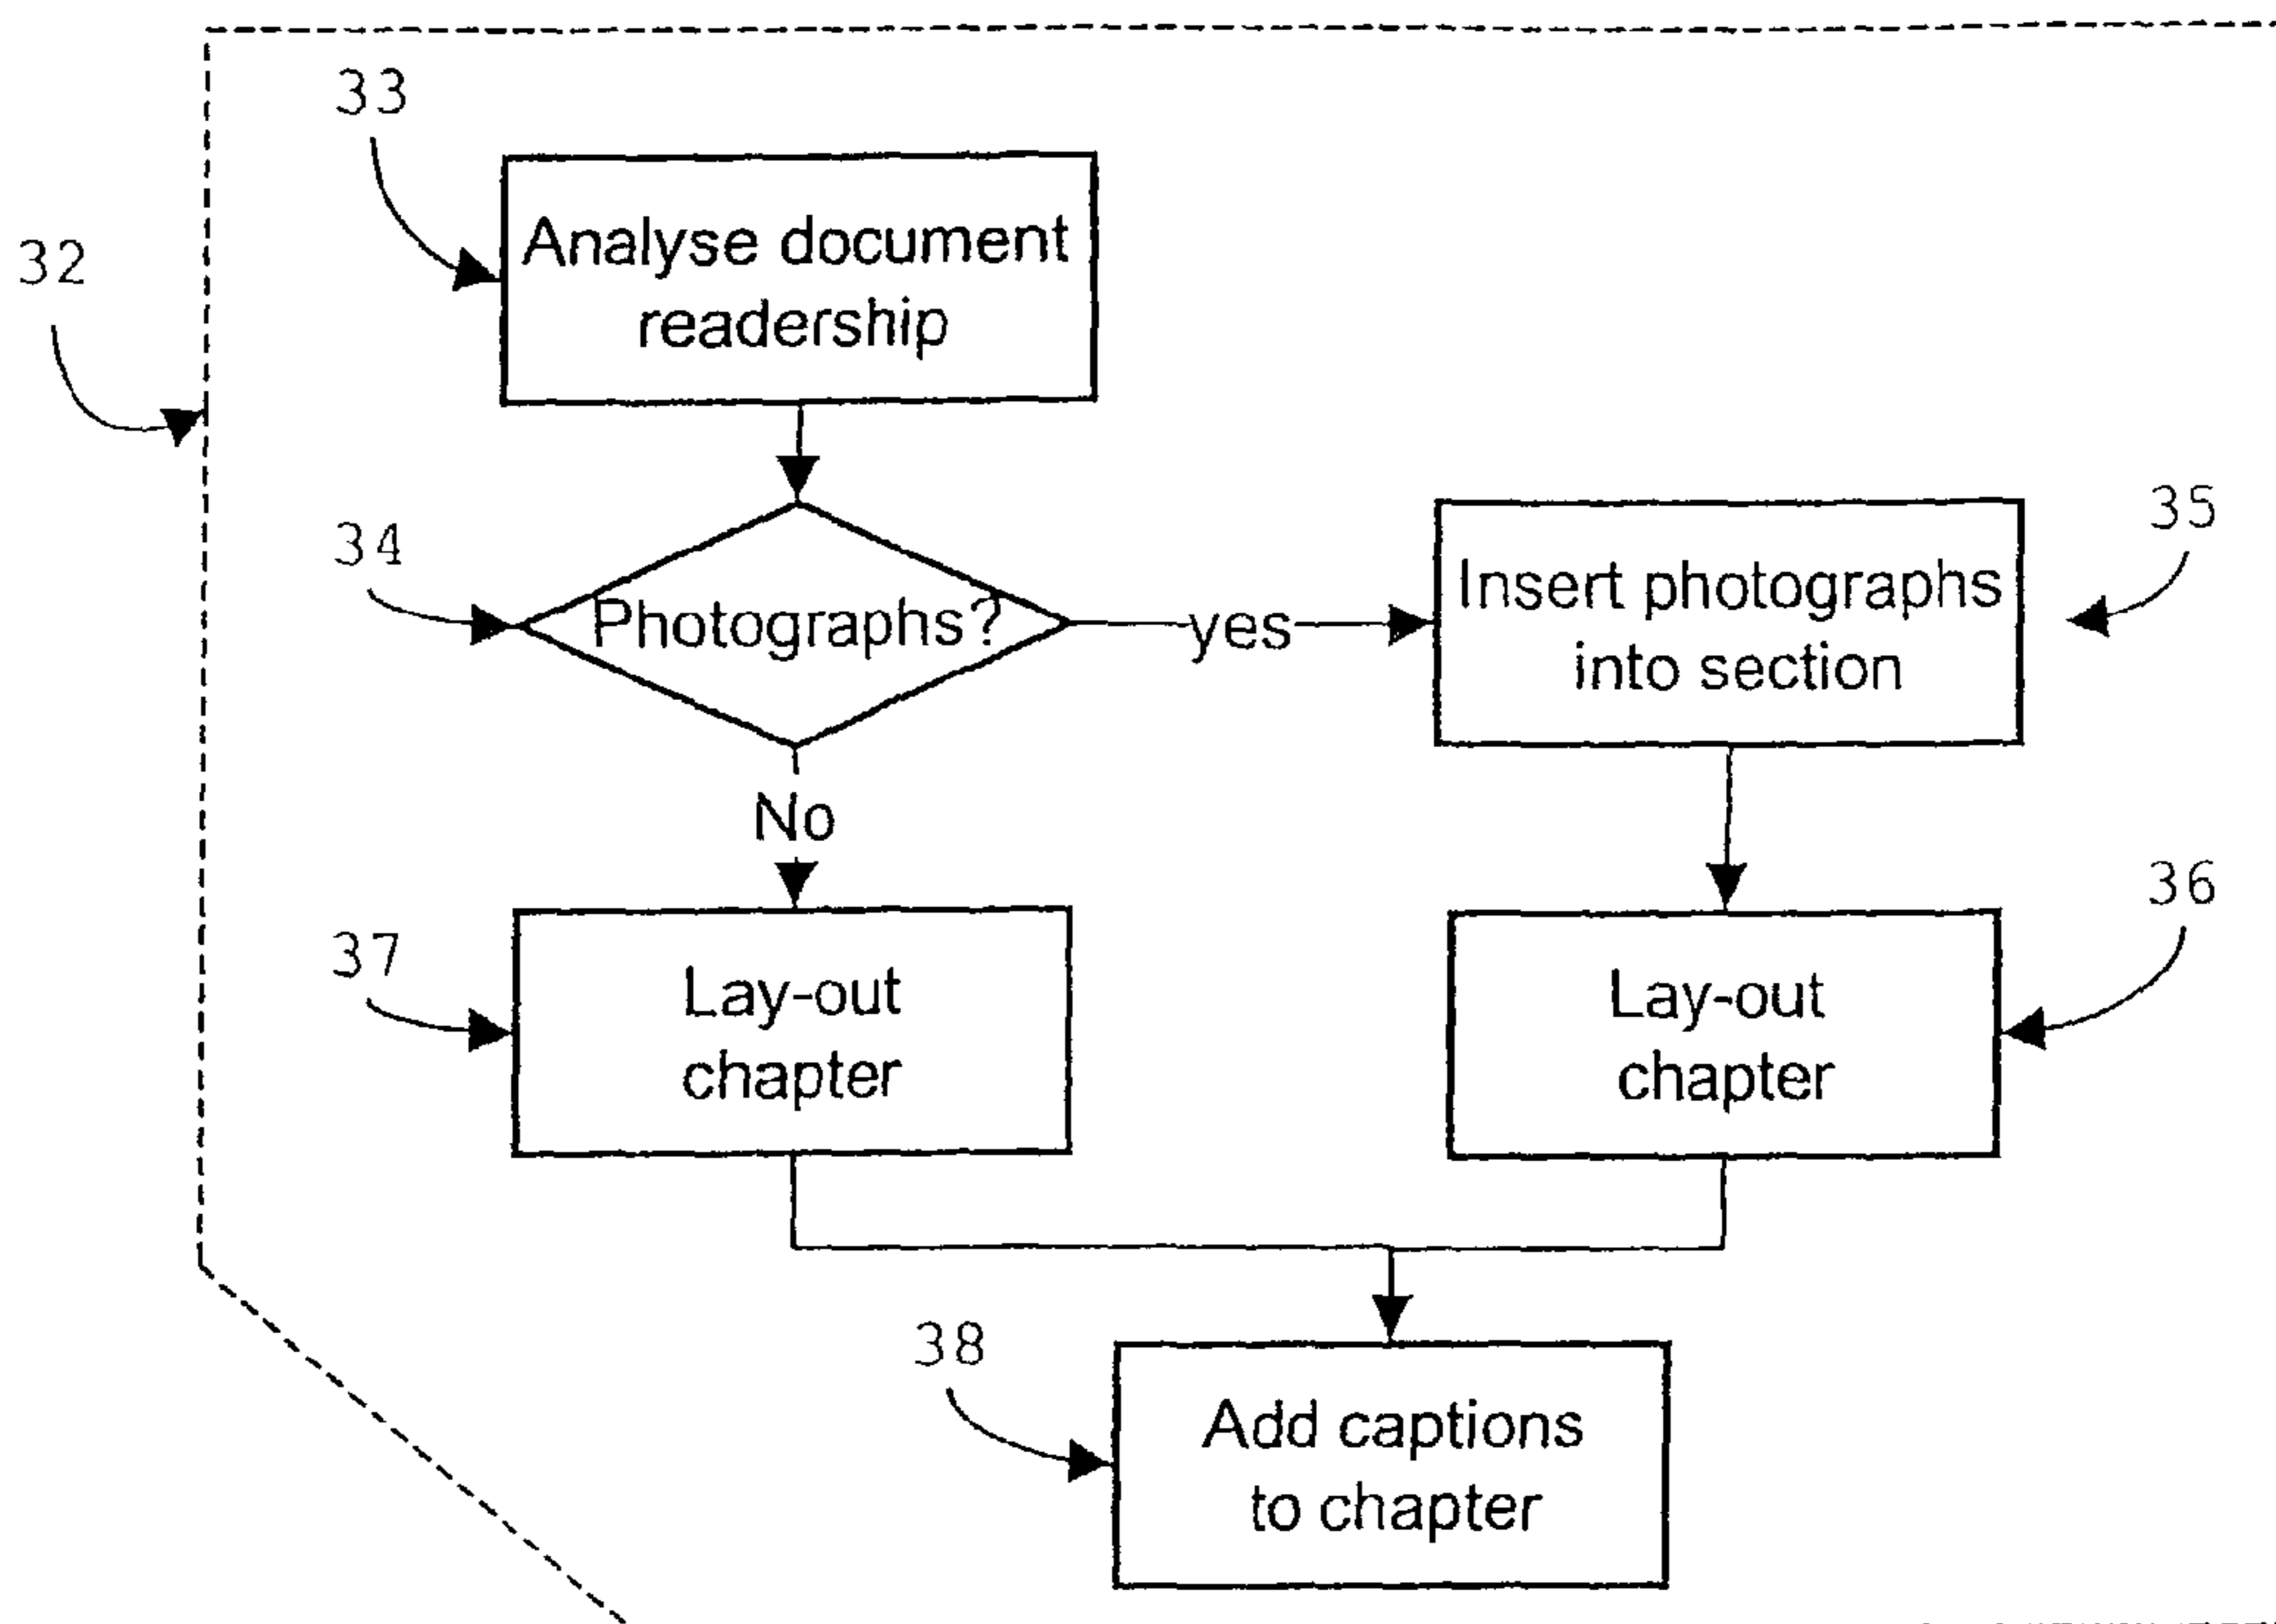 33
Analyse document
readership
32
34
Photographs?
yes
Insert photographs
into section
35
No
37
Lay-out
chapter
Lay-out
chapter
36
38
Add captions
to chapter